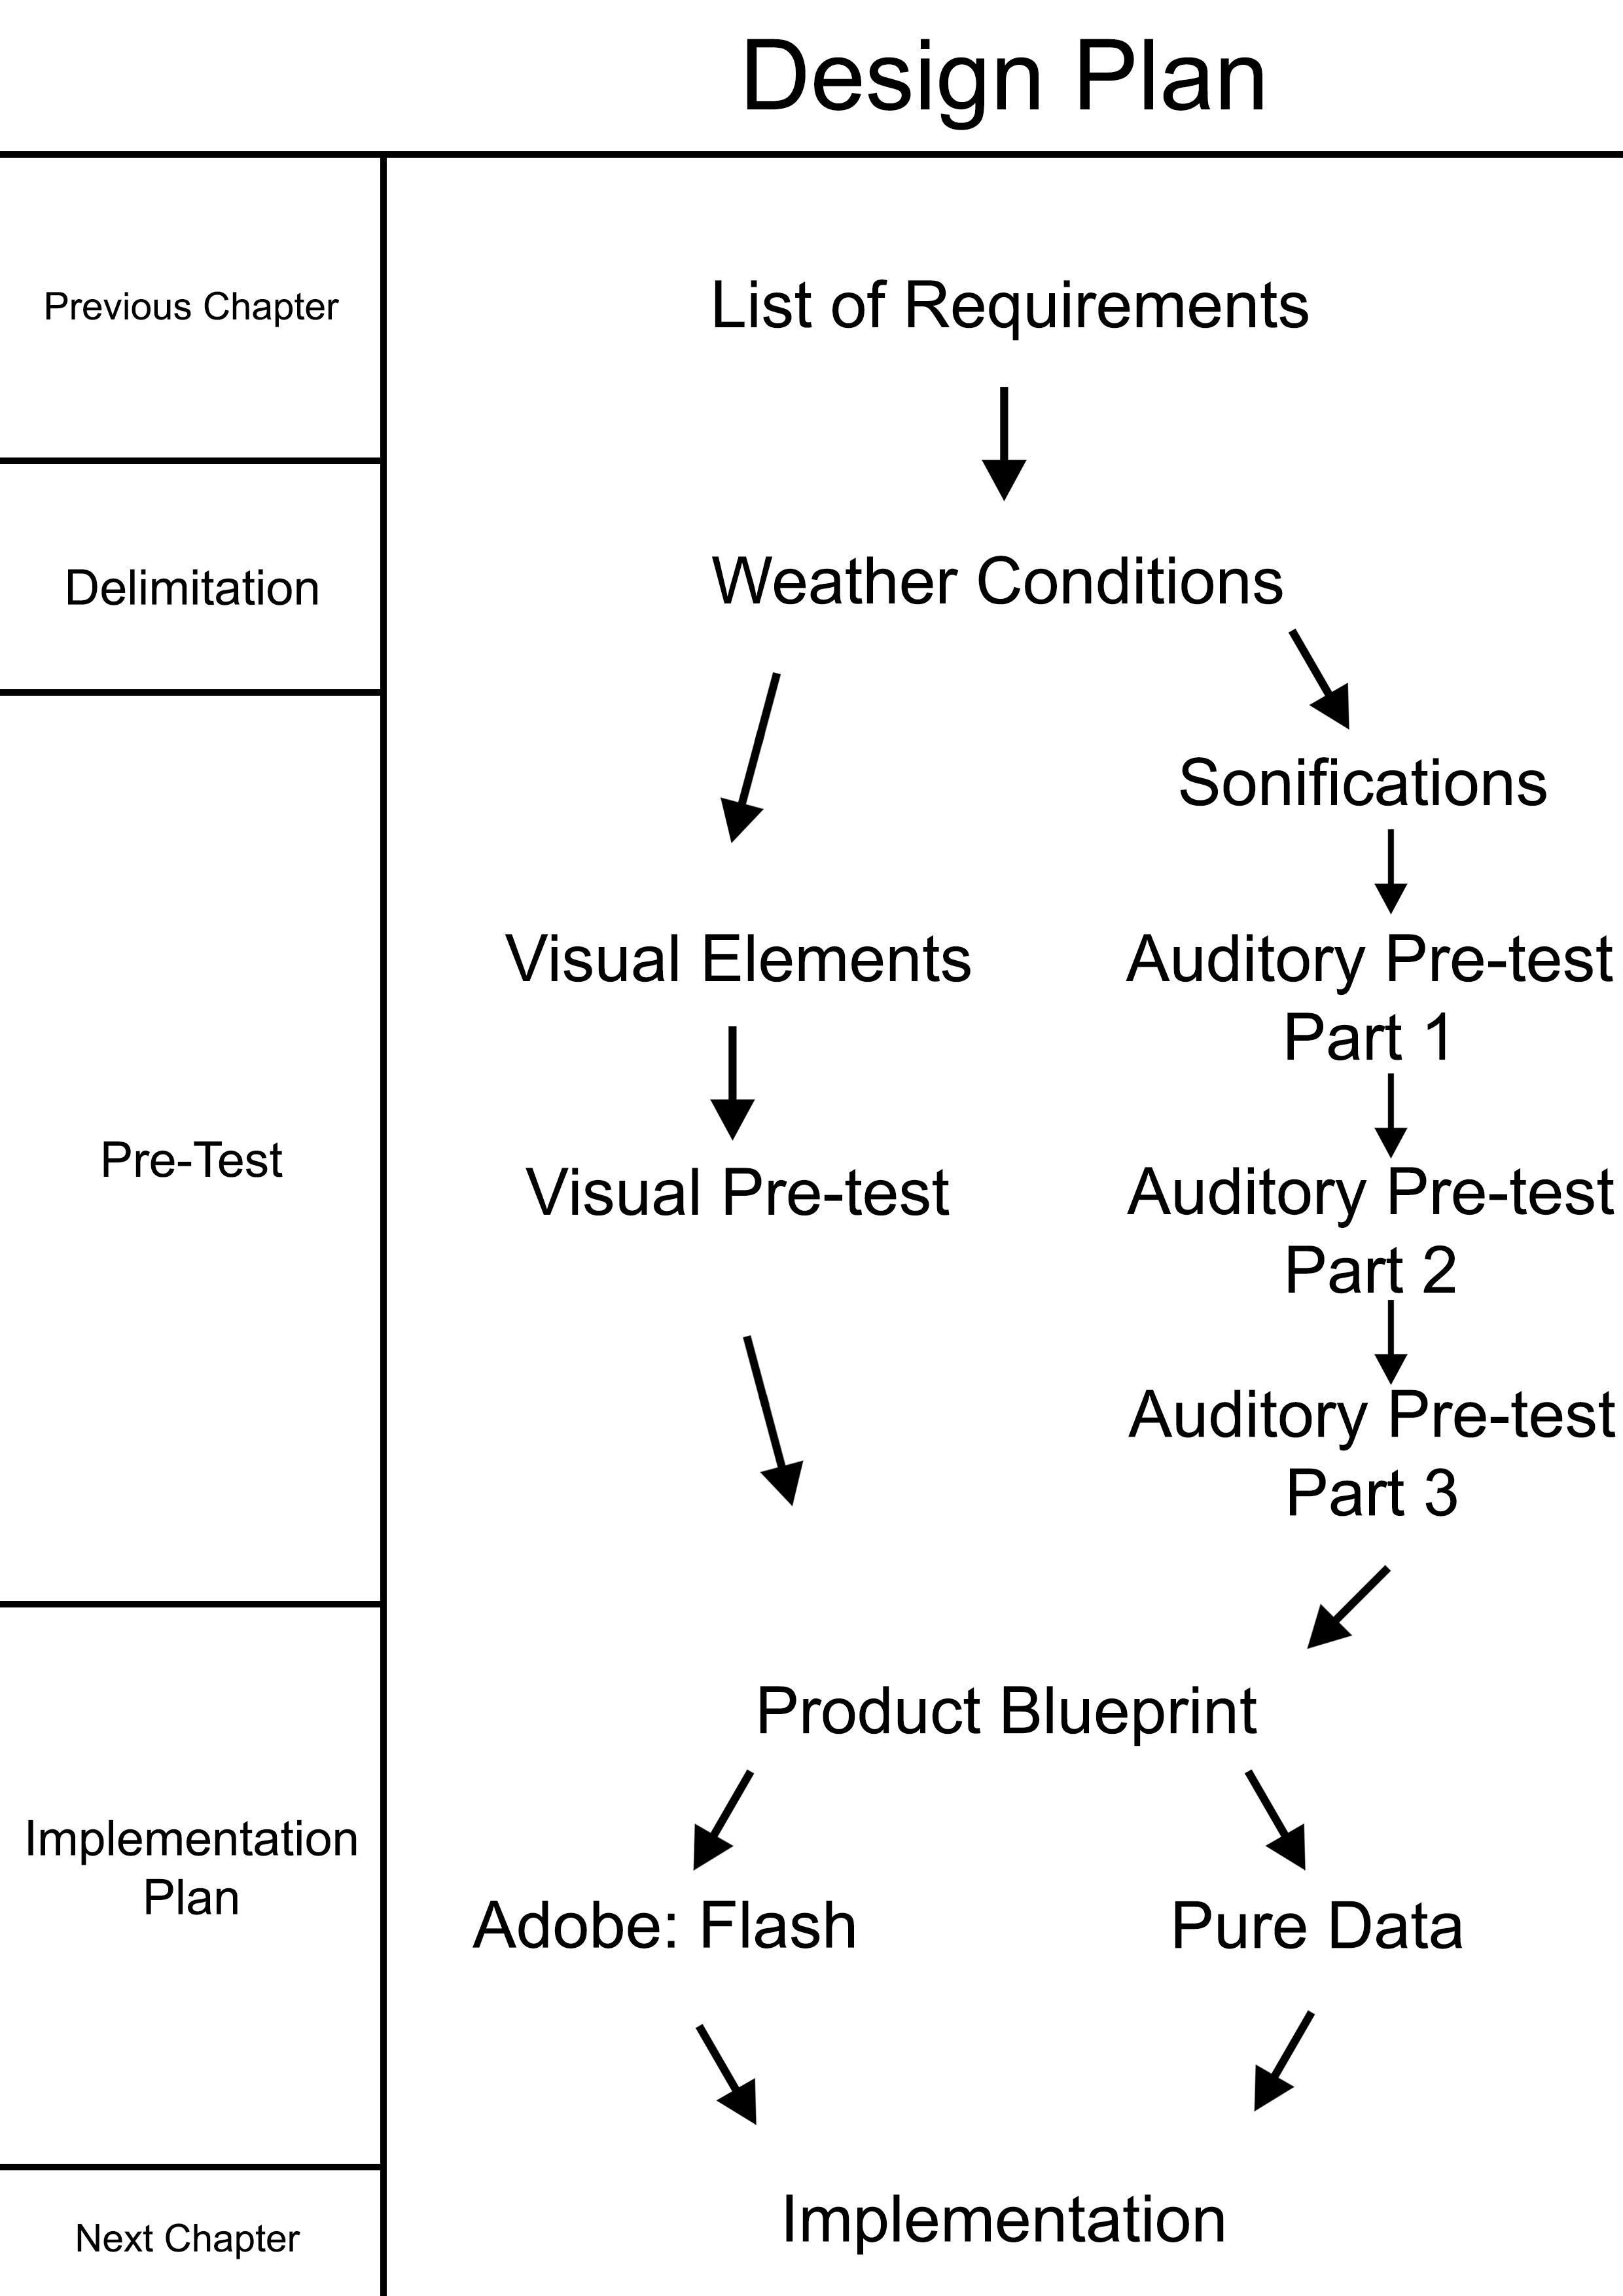 Design Plan
Previous Chapter
List of Requirements
Delimitation
Weather Conditions
Pre-Test
Sonifications
Visual Elements
Auditory Pre-test
Part 1
Visual Pre-test
Auditory Pre-test
Part 2
Auditory Pre-test
Part 3
Implementation
Plan
Product Blueprint
Adobe: Flash
Pure Data
Next Chapter
Implementation